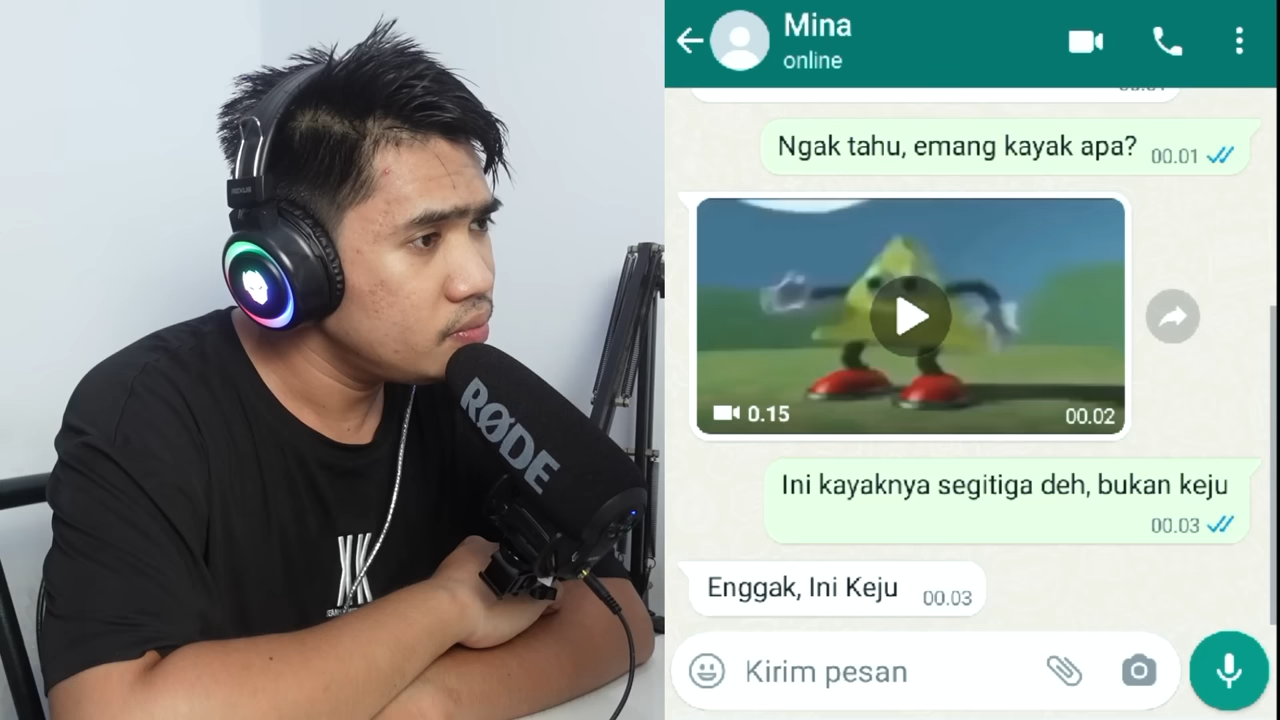 Mina
online
Ngak tahu, emang kayak apa?
00.01
0.15
00.02
Ini kayaknya segitiga deh, bukan keju
00.03
Enggak, Ini Keju
00.03
Kirim pesan
RØDE